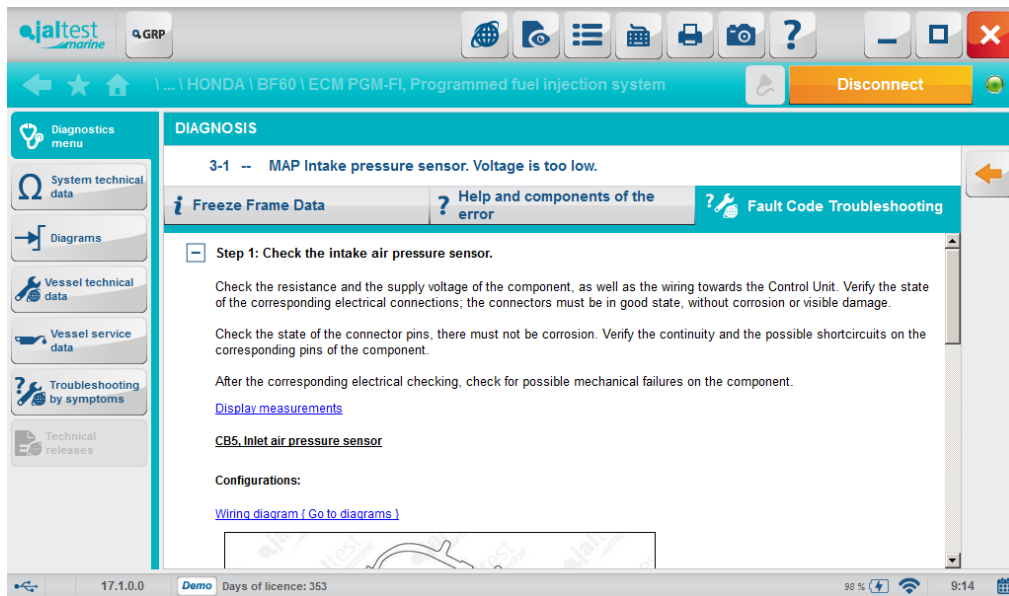 jaltest
marine
GRP
?
\ ... \ HONDA \ BF60 \ ECM PGM-FI, Programmed fuel injection system
Disconnect
Diagnostics
menu
DIAGNOSIS
3-1 -- MAP Intake pressure sensor. Voltage is too low.
System technical
data
i Freeze Frame Data
? Help and components of the
error
? Fault Code Troubleshooting
Diagrams
Step 1: Check the intake air pressure sensor.
Vessel technical
data
Check the resistance and the supply voltage of the component, as well as the wiring towards the Control Unit. Verify the state
of the corresponding electrical connections; the connectors must be in good state, without corrosion or visible damage.
Vessel service
data
Check the state of the connector pins, there must not be corrosion. Verify the continuity and the possible shortcircuits on the
corresponding pins of the component.
Troubleshooting
by symptoms
After the corresponding electrical checking, check for possible mechanical failures on the component.
Display measurements
Technical
releases
CB5, Inlet air pressure sensor
Configurations:
Wiring diagram { Go to diagrams }
jaltest
marine
jaltest
marine
17.1.0.0
Demo Days of licence: 353
98 %
9:14